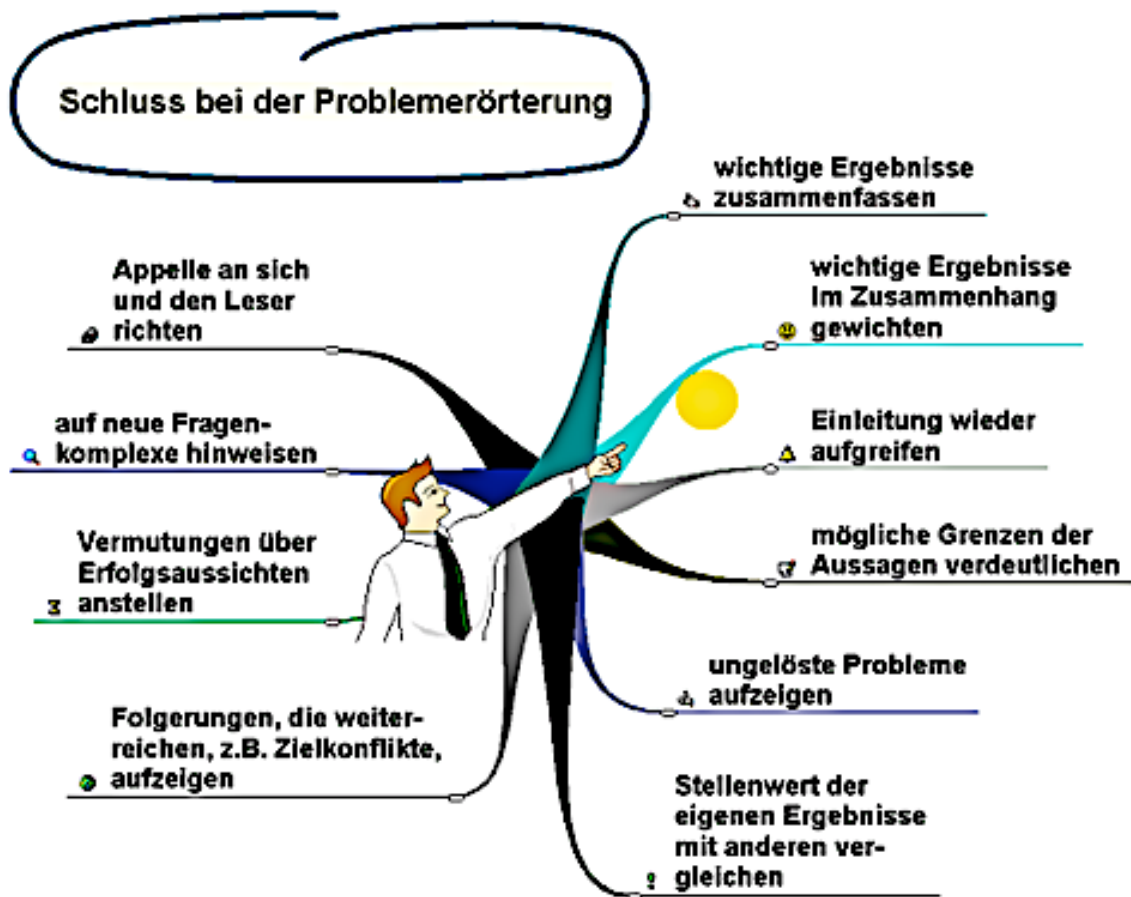 Schluss bei der Problemerörterung
wichtige Ergebnisse
zusammenfassen
wichtige Ergebnisse
im Zusammenhang
gewichten
Einleitung wieder
aufgreifen
mögliche Grenzen der
Aussagen verdeutlichen
ungelöste Probleme
aufzeigen
Stellenwert der
eigenen Ergebnisse
mit anderen ver-
gleichen
Folgerungen, die weiter-
reichen, z.B. Zielkonflikte,
aufzeigen
Vermutungen über
Erfolgsaussichten
anstellen
auf neue Fragen-
komplexe hinweisen
Appelle an sich
und den Leser
richten